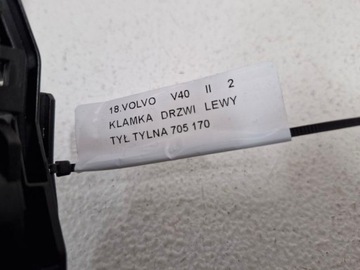 18.VOLVO V40 II 2
KLAMKA DRZWI LEWY
TYŁ TYLNA 705 170